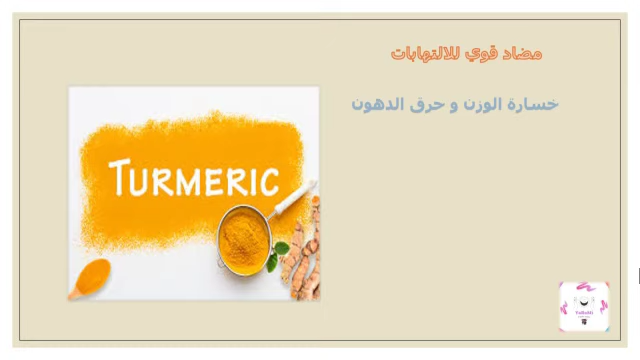 مضاد قوي للالتهابات
خسارة الوزن و حرق الدهون
TURMERIC